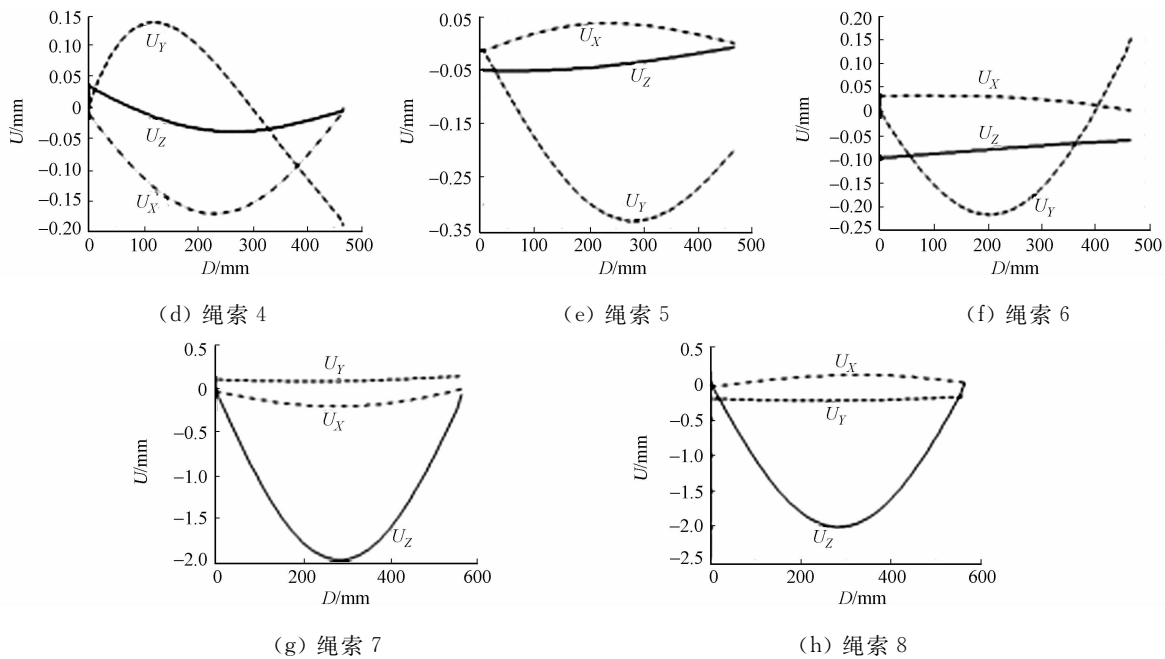 0.15
0.10
0.05
0
−0.05
−0.10
−0.15
−0.20
U/mm
U_Y
U_Z
U_X
0 100 200 300 400 500
D/mm
(d) 绳索 4
0.05
−0.05
−0.15
−0.25
−0.35
U/mm
U_X
U_Z
U_Y
0 100 200 300 400 500
D/mm
(e) 绳索 5
0.20
0.15
0.10
0.05
0
−0.05
−0.10
−0.15
−0.20
−0.25
U/mm
U_X
U_Z
U_Y
0 100 200 300 400 500
D/mm
(f) 绳索 6
0.5
0
−0.5
−1.0
−1.5
−2.0
U/mm
U_Y
U_X
U_Z
0 200 400 600
D/mm
(g) 绳索 7
0.5
0
−0.5
−1.0
−1.5
−2.0
−2.5
U/mm
U_X
U_Y
U_Z
0 200 400 600
D/mm
(h) 绳索 8